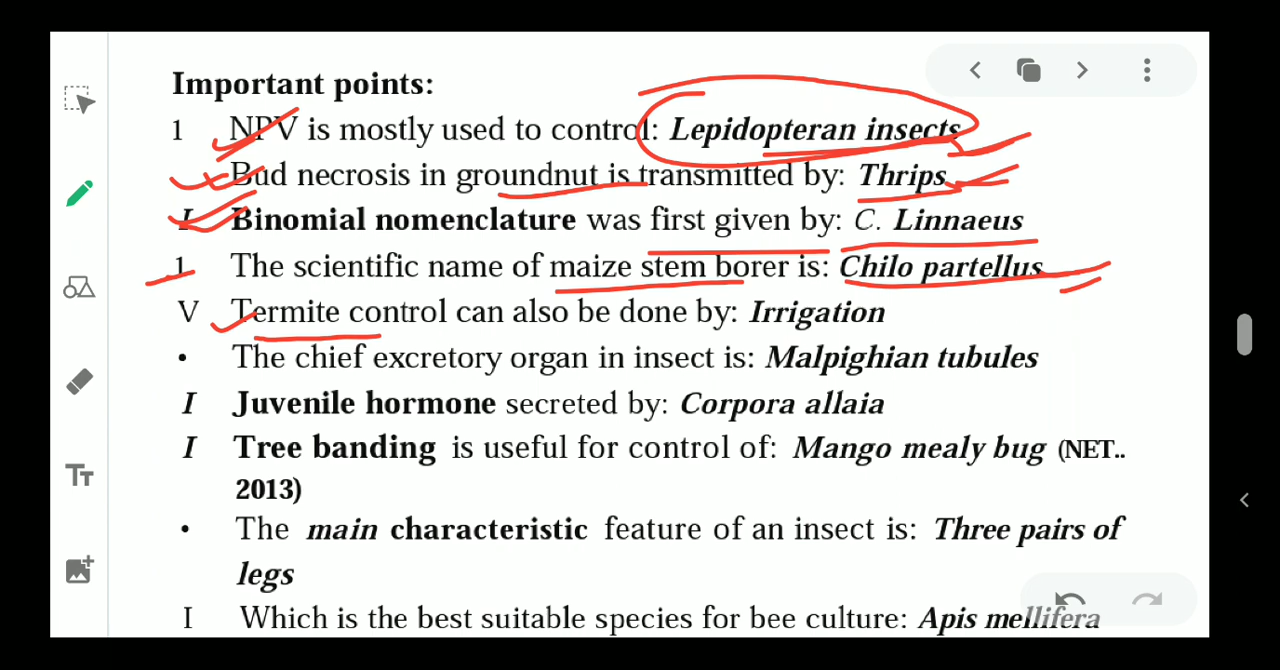 Important points:
1 NPV is mostly used to control: Lepidopteran insects
Bud necrosis in groundnut is transmitted by: Thrips
I Binomial nomenclature was first given by: C. Linnaeus
1 The scientific name of maize stem borer is: Chilo partellus
V Termite control can also be done by: Irrigation
• The chief excretory organ in insect is: Malpighian tubules
I Juvenile hormone secreted by: Corpora allaia
I Tree banding is useful for control of: Mango mealy bug (NET..
2013)
• The main characteristic feature of an insect is: Three pairs of
legs
I Which is the best suitable species for bee culture: Apis mellifera
Tт